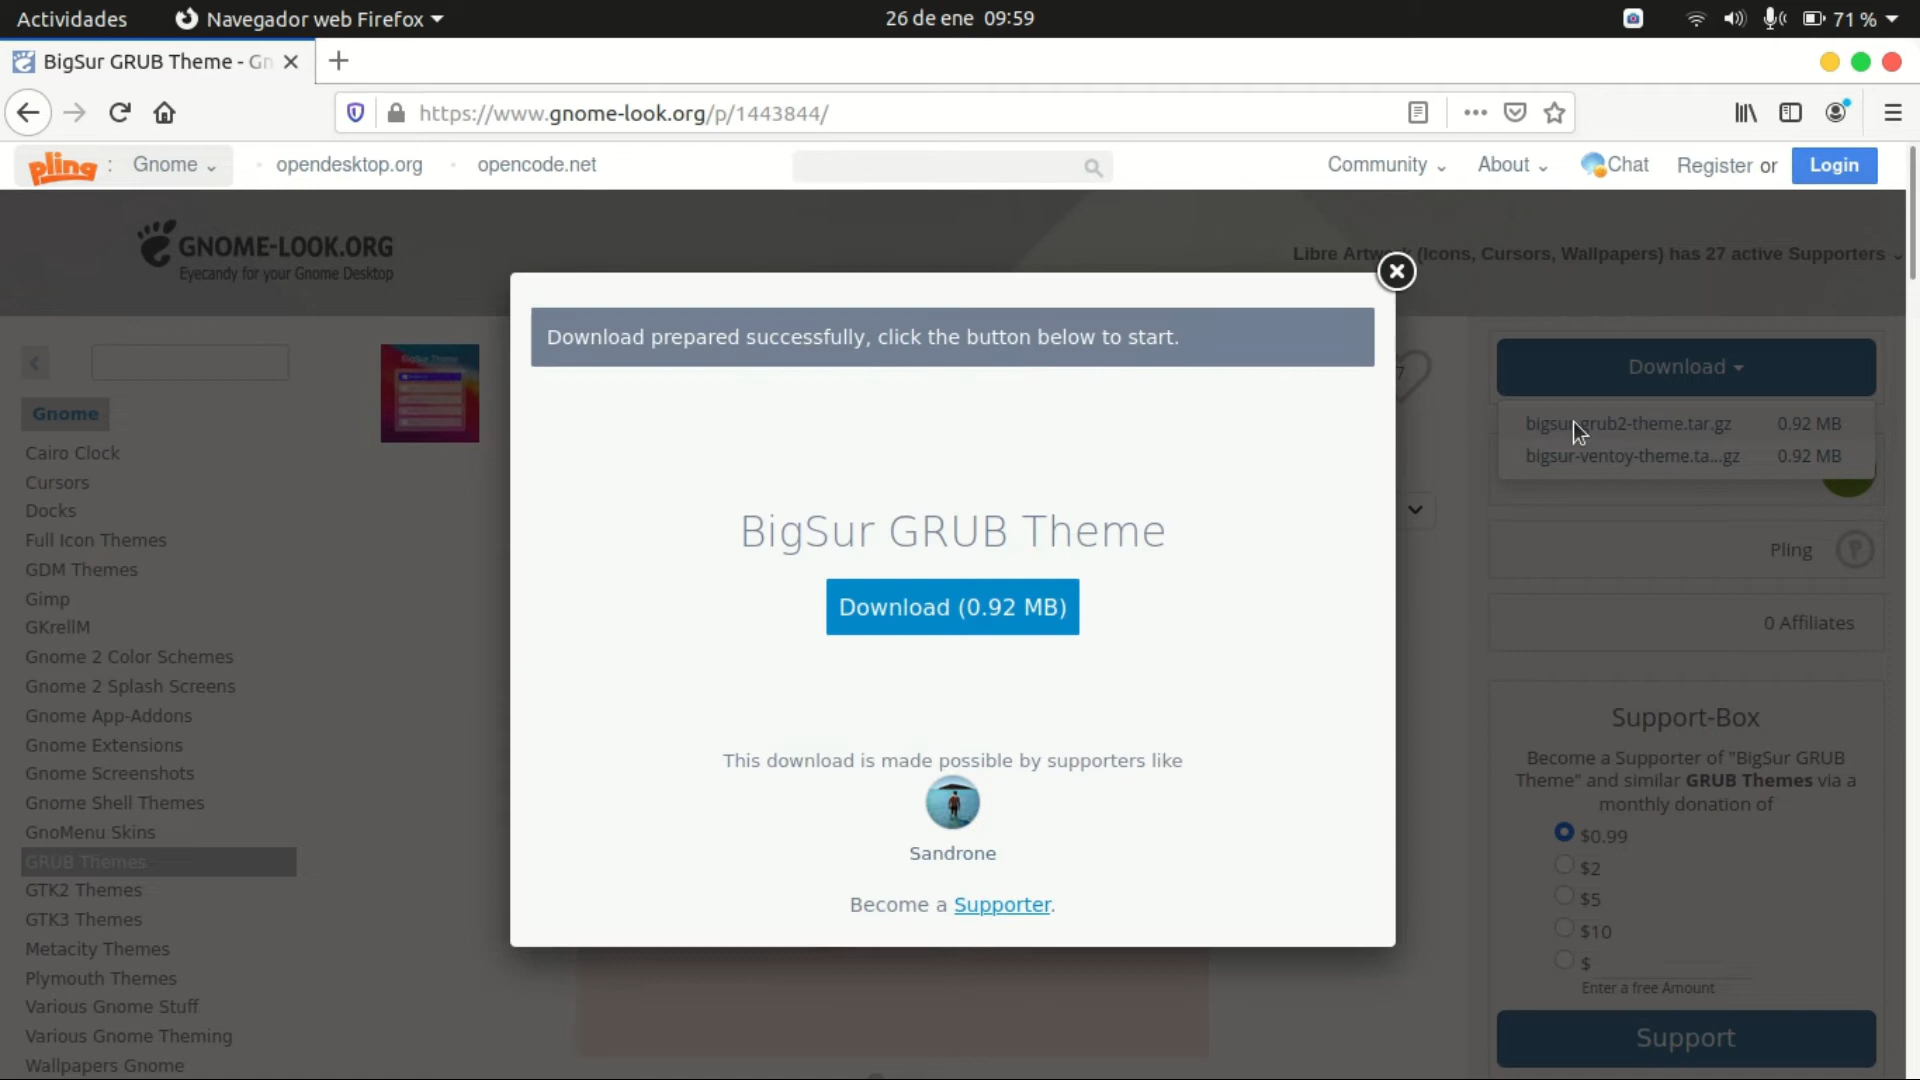 Actividades
Navegador web Firefox
26 de ene 09:59
71 %
BigSur GRUB Theme - Gn
https://www.gnome-look.org/p/1443844/
pling
:
Gnome
opendesktop.org
opencode.net
Community
About
Chat
Register or
Login
GNOME-LOOK.ORG
Eyecandy for your Gnome Desktop
(Icons, Cursors, Wallpapers) has 27 active Supporters
Libre
Download prepared successfully, click the button below to start.
BigSur GRUB Theme
Download (0.92 MB)
This download is made possible by supporters like
Sandrone
Become a Supporter.
Gnome
Cairo Clock
Cursors
Docks
Full Icon Themes
GDM Themes
Gimp
GKrellM
Gnome 2 Color Schemes
Gnome 2 Splash Screens
Gnome App-Addons
Gnome Extensions
Gnome Screenshots
Gnome Shell Themes
GnoMenu Skins
GRUB Themes
GTK2 Themes
GTK3 Themes
Metacity Themes
Plymouth Themes
Various Gnome Stuff
Various Gnome Theming
Wallpapers Gnome
7
Download
grub2-theme.tar.gz 0.92 MB
bigsur-ventoy-theme.ta...gz 0.92 MB
Pling
0 Affiliates
Support-Box
Become a Supporter of "BigSur GRUB
Theme" and similar GRUB Themes via a
monthly donation of
$0.99
$2
$5
$10
$
Enter a free Amount
Support